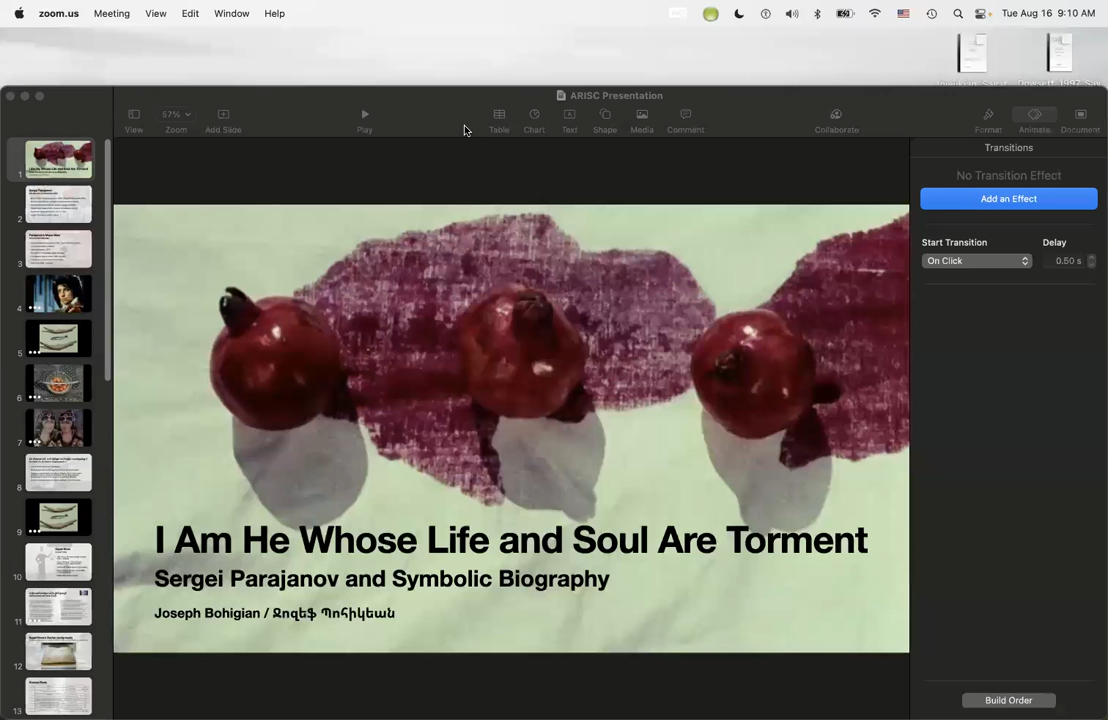 zoom.us Meeting View Edit Window Help Tue Aug 16 9:10 AM
ARISC Presentation
57%
View Zoom Add Slide Play Table Chart Text Shape Media Comment Collaborate Format Animate Document
Transitions
No Transition Effect
Add an Effect
Start Transition Delay
On Click 0.50 s
1
2
3
4
5
6
7
8
9
10
11
12
13
I Am He Whose Life and Soul Are Torment
Sergei Parajanov and Symbolic Biography
Joseph Bohigian / Ջոզեֆ Պոհիկեան
Build Order